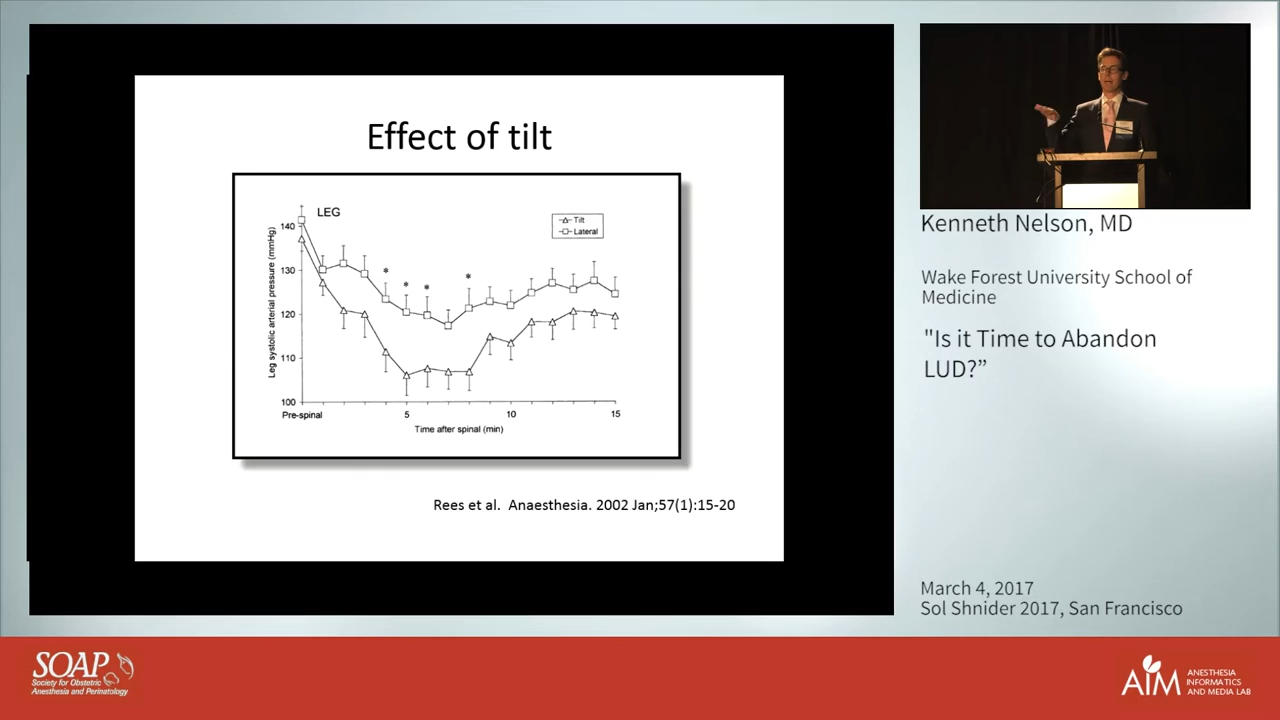 Effect of tilt
LEG
Tilt
Lateral
Leg systolic arterial pressure (mmHg)
140
130
120
110
100
*
*
*
*
Pre-spinal
5
10
15
Time after spinal (min)
Rees et al.  Anaesthesia. 2002 Jan;57(1):15-20
Kenneth Nelson, MD
Wake Forest University School of
Medicine
"Is it Time to Abandon
LUD?”
March 4, 2017
Sol Shnider 2017, San Francisco
SOAP
Society for Obstetric
Anesthesia and Perinatology
AIM
ANESTHESIA
INFORMATICS
AND MEDIA LAB